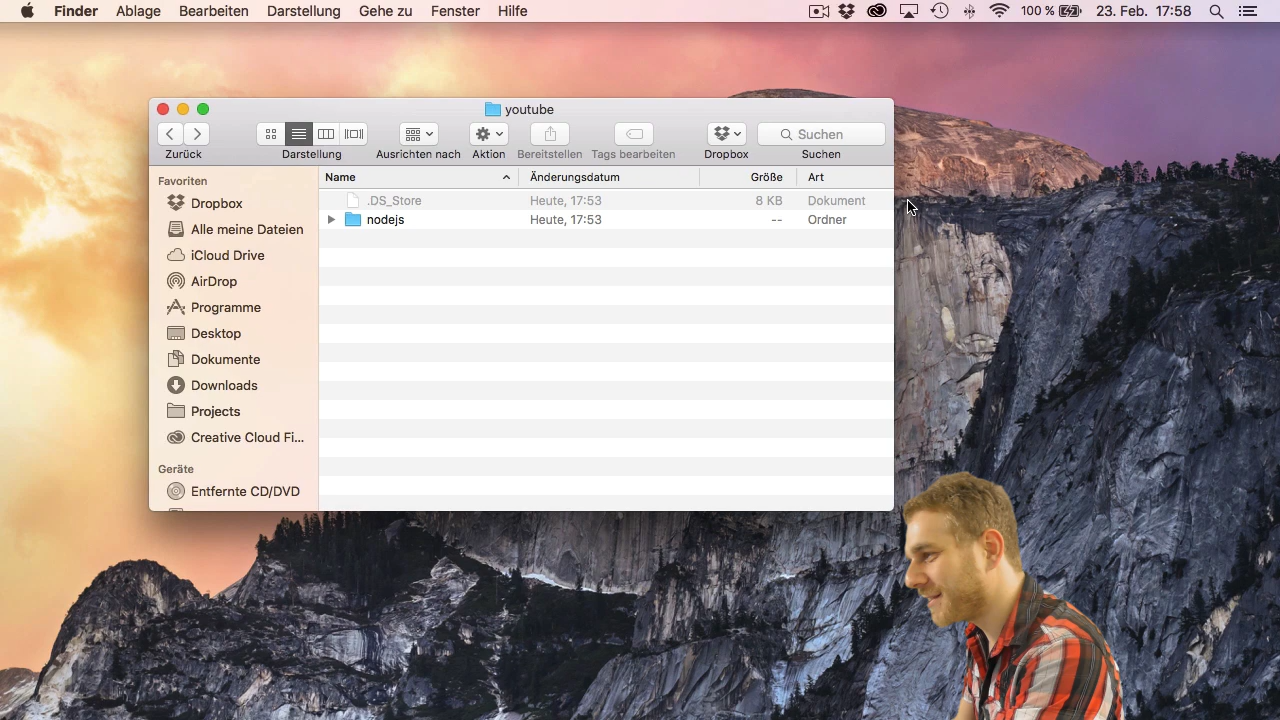 Finder Ablage Bearbeiten Darstellung Gehe zu Fenster Hilfe 100 % 23. Feb. 17:58
youtube
Suchen
Zurück Darstellung Ausrichten nach Aktion Bereitstellen Tags bearbeiten Dropbox Suchen
Favoriten
Dropbox
Alle meine Dateien
iCloud Drive
AirDrop
Programme
Desktop
Dokumente
Downloads
Projects
Creative Cloud Fi...
Geräte
Entfernte CD/DVD
Name Änderungsdatum Größe Art
.DS_Store Heute, 17:53 8 KB Dokument
nodejs Heute, 17:53 -- Ordner